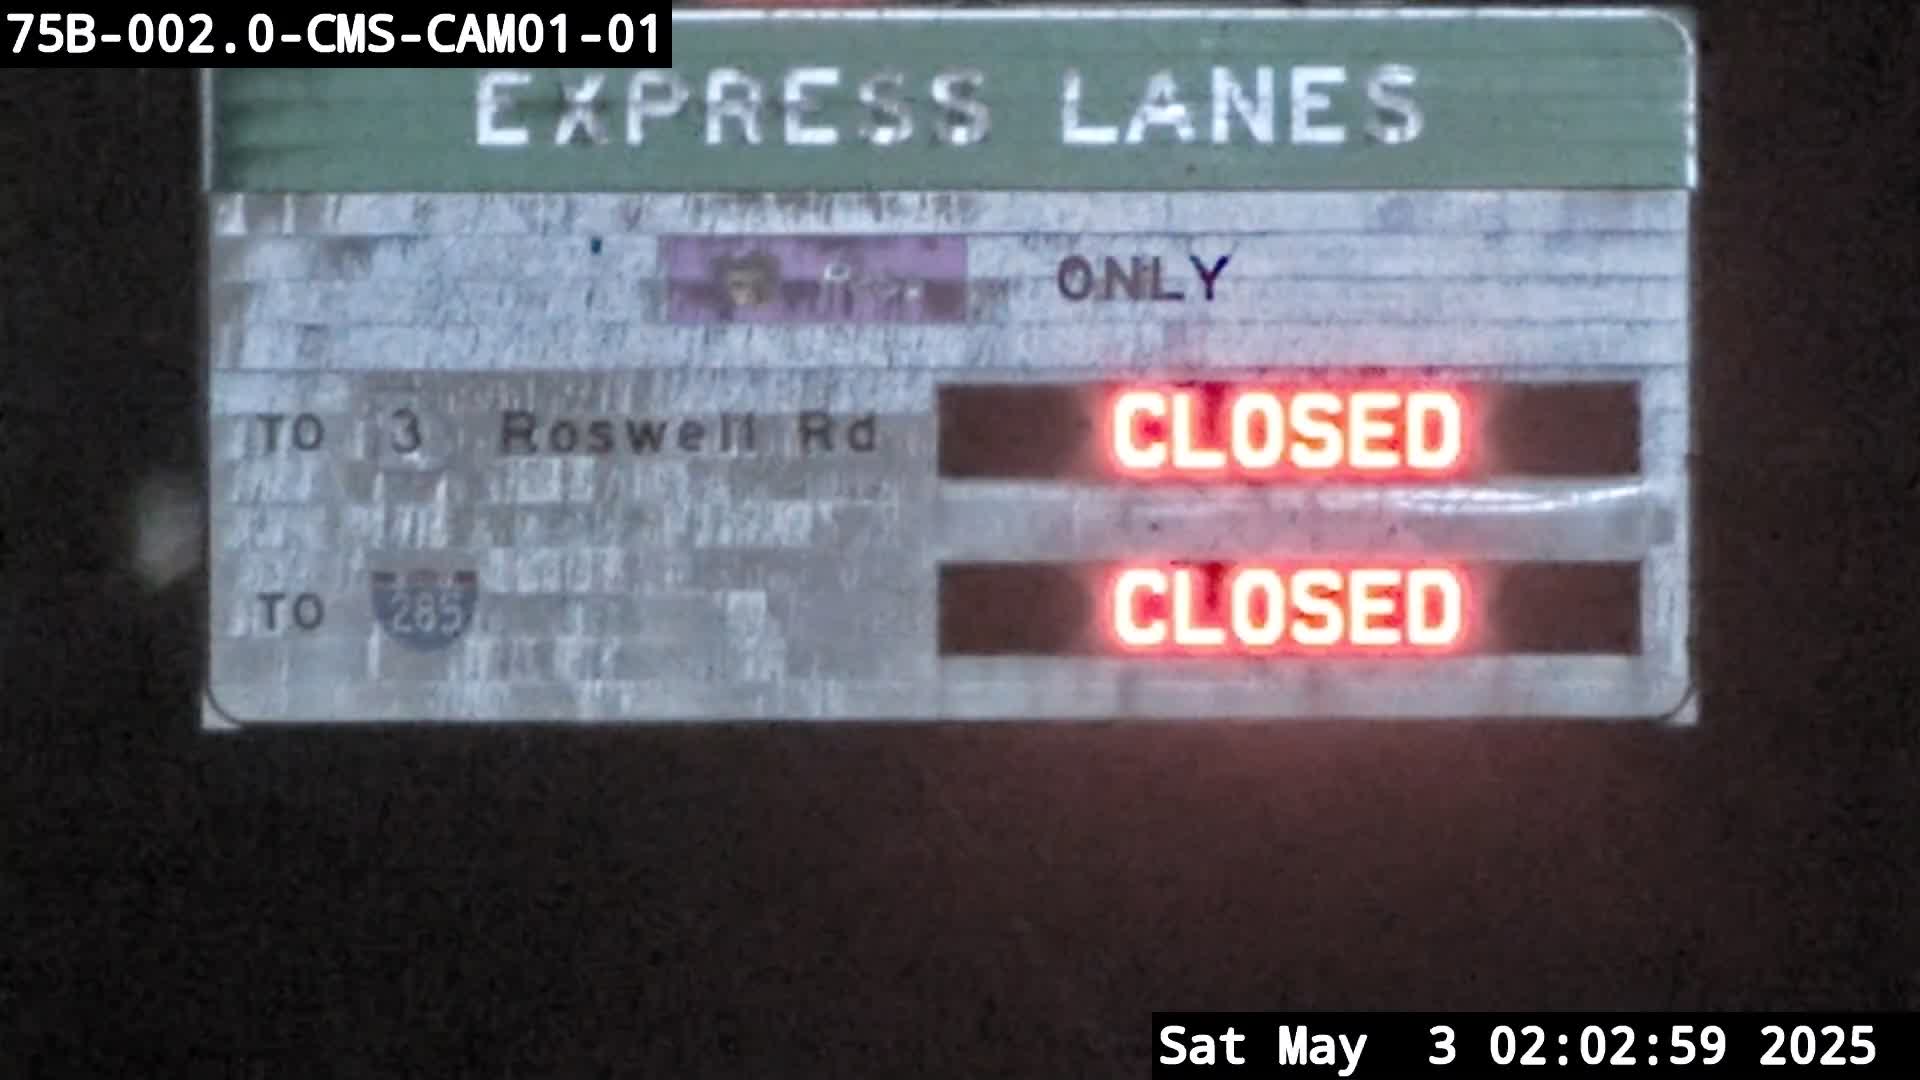 75B-002.0-CMS-CAM01-01
EXPRESS LANES
ONLY
TO 3 Roswell Rd CLOSED
TO 285 CLOSED
Sat May 3 02:02:59 2025